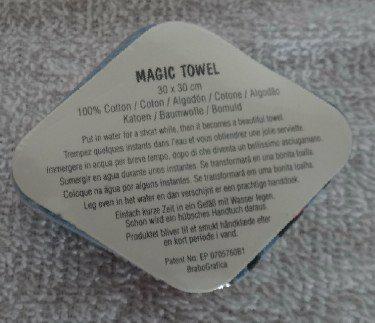 MAGIC TOWEL
30 x 30 cm
100% Cotton / Coton / Algodón / Cotone / Algodão
Katoen / Baumwolle / Bomuld
Put in water for a short while, then it becomes a beautiful towel.
Trempez quelques instants dans l'eau et vous obtiendrez une jolie serviette.
Immergere in acqua per breve tempo, dopo di che diventa un bellissimo asciugamano.
Sumergir en agua durante unos instantes. Se transformará en una bonita toalla.
Coloque na água por alguns instantes. Se transformará em uma bonita toalha.
Leg even in het water en dan verschijnt er een prachtige handdoek.
Einfach kurze Zeit in ein Gefäß mit Wasser legen.
Schon wird ein hübsches Handtuch daraus.
Produktet bliver til et smukt håndklæde efter
en kort periode i vand.
Patent No. EP 0705760B1
BraboGrafica